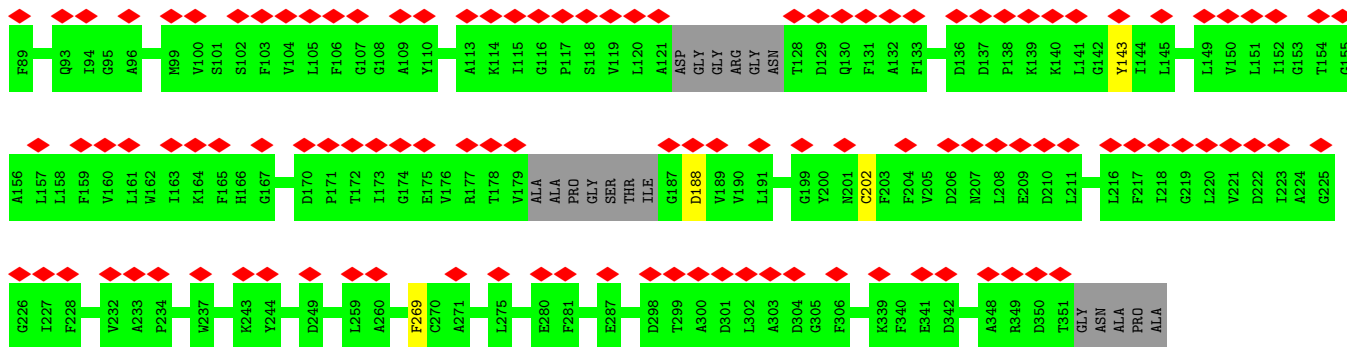 F89 Q93 I94 G95 A96 M99 V100 S101 S102 F103 V104 L105 F106 G107 G108 A109 Y110 A113 K114 I115 G116 P117 S118 V119 L120 A121 ASP GLY GLY ARG GLY ASN T128 D129 Q130 F131 A132 F133 D136 D137 P138 K139 K140 L141 G142 Y143 I144 L145 L149 V150 L151 I152 G153 T154 G155
A156 L157 L158 F159 V160 L161 W162 I163 K164 F165 H166 G167 D170 P171 T172 I173 G174 E175 V176 R177 T178 V179 ALA ALA PRO GLY SER THR ILE G187 D188 V189 V190 L191 G199 Y200 N201 C202 F203 F204 V205 D206 N207 L208 E209 D210 L211 L216 F217 I218 G219 L220 V221 D222 I223 A224 G225
G226 I227 F228 V232 A233 P234 W237 K243 Y244 D249 L259 A260 F269 C270 A271 L275 E280 F281 E287 D298 T299 A300 D301 L302 A303 D304 G305 F306 K339 F340 E341 D342 A348 R349 D350 T351 GLY ASN ALA PRO ALA